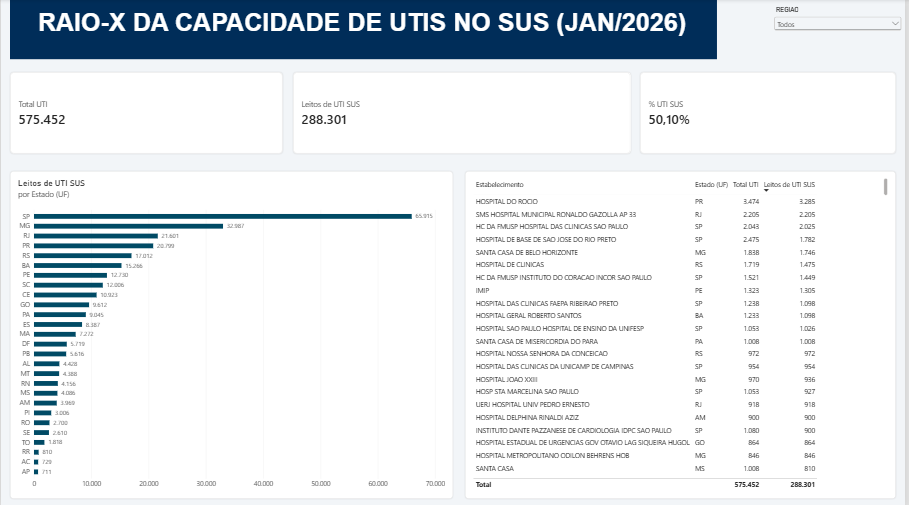 RAIO-X DA CAPACIDADE DE UTIS NO SUS (JAN/2026)
REGIAO
Todos
Total UTI
575.452
Leitos de UTI SUS
288.301
% UTI SUS
50,10%
Leitos de UTI SUS
por Estado (UF)
SP 65.915
MG 32.987
RJ 21.601
PR 20.799
RS 17.012
BA 15.266
PE 12.730
SC 12.006
CE 10.923
GO 9.612
PA 9.045
ES 8.387
MA 7.272
DF 5.719
PB 5.616
AL 4.428
MT 4.388
RN 4.156
MS 4.086
AM 3.969
PI 3.006
RO 2.700
SE 2.610
TO 1.818
RR 810
AC 729
AP 711
0 10.000 20.000 30.000 40.000 50.000 60.000 70.000
Estabelecimento Estado (UF) Total UTI Leitos de UTI SUS
HOSPITAL DO ROCIO PR 3.474 3.285
SMS HOSPITAL MUNICIPAL RONALDO GAZOLLA AP 33 RJ 2.205 2.205
HC DA FMUSP HOSPITAL DAS CLINICAS SAO PAULO SP 2.043 2.025
HOSPITAL DE BASE DE SAO JOSE DO RIO PRETO SP 2.475 1.782
SANTA CASA DE BELO HORIZONTE MG 1.838 1.746
HOSPITAL DE CLINICAS RS 1.719 1.475
HC DA FMUSP INSTITUTO DO CORACAO INCOR SAO PAULO SP 1.521 1.449
IMIP PE 1.323 1.305
HOSPITAL DAS CLINICAS FAEPA RIBEIRAO PRETO SP 1.238 1.098
HOSPITAL GERAL ROBERTO SANTOS BA 1.233 1.098
HOSPITAL SAO PAULO HOSPITAL DE ENSINO DA UNIFESP SP 1.053 1.026
SANTA CASA DE MISERICORDIA DO PARA PA 1.008 1.008
HOSPITAL NOSSA SENHORA DA CONCEICAO RS 972 972
HOSPITAL DAS CLINICAS DA UNICAMP DE CAMPINAS SP 954 954
HOSPITAL JOAO XXIII MG 970 936
HOSP STA MARCELINA SAO PAULO SP 1.053 927
UERJ HOSPITAL UNIV PEDRO ERNESTO RJ 918 918
HOSPITAL DELPHINA RINALDI AZIZ AM 900 900
INSTITUTO DANTE PAZZANESE DE CARDIOLOGIA IDPC SAO PAULO SP 1.080 900
HOSPITAL ESTADUAL DE URGENCIAS GOV OTAVIO LAG SIQUEIRA HUGOL GO 864 864
HOSPITAL METROPOLITANO ODILON BEHRENS HOB MG 846 846
SANTA CASA MS 1.008 810
Total 575.452 288.301